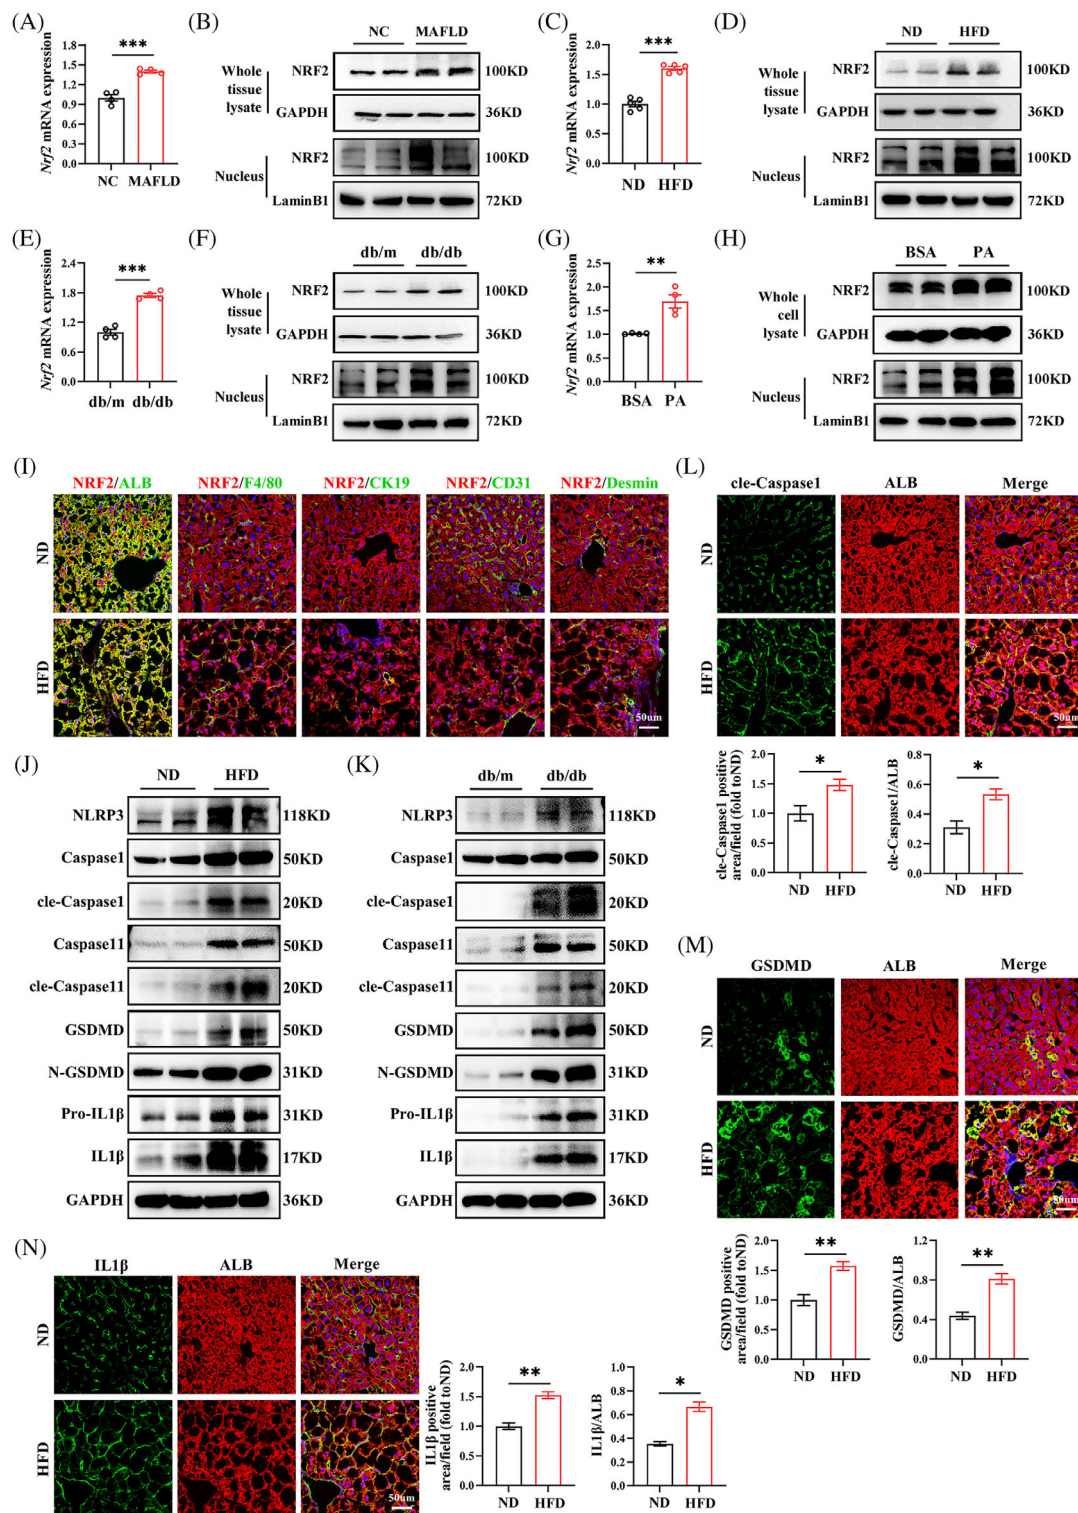 (A)
Nrf2 mRNA expression
1.8
1.5
1.2
0.9
0.6
0.3
0.0
***
NC MAFLD
(B)
NC MAFLD
Whole tissue lysate
NRF2 100KD
GAPDH 36KD
Nucleus
NRF2 100KD
LaminB1 72KD
(C)
Nrf2 mRNA expression
2.0
1.5
1.0
0.5
0.0
***
ND HFD
(D)
ND HFD
Whole tissue lysate
NRF2 100KD
GAPDH 36KD
Nucleus
NRF2 100KD
LaminB1 72KD
(E)
Nrf2 mRNA expression
2.4
1.8
1.2
0.6
0.0
***
db/m db/db
(F)
db/m db/db
Whole tissue lysate
NRF2 100KD
GAPDH 36KD
Nucleus
NRF2 100KD
LaminB1 72KD
(G)
Nrf2 mRNA expression
2.5
2.0
1.5
1.0
0.5
0.0
**
BSA PA
(H)
BSA PA
Whole cell lysate
NRF2 100KD
GAPDH 36KD
Nucleus
NRF2 100KD
LaminB1 72KD
(I)
NRF2/ALB NRF2/F4/80 NRF2/CK19 NRF2/CD31 NRF2/Desmin
ND
HFD
50um
(J)
ND HFD
NLRP3 118KD
Caspase1 50KD
cle-Caspase1 20KD
Caspase11 50KD
cle-Caspase11 20KD
GSDMD 50KD
N-GSDMD 31KD
Pro-IL1β 31KD
IL1β 17KD
GAPDH 36KD
(K)
db/m db/db
NLRP3 118KD
Caspase1 50KD
cle-Caspase1 20KD
Caspase11 50KD
cle-Caspase11 20KD
GSDMD 50KD
N-GSDMD 31KD
Pro-IL1β 31KD
IL1β 17KD
GAPDH 36KD
(L)
cle-Caspase1 ALB Merge
ND
HFD
50um
cle-Caspase1 positive
area/field (fold toND)
2.0
1.5
1.0
0.5
0.0
*
ND HFD
cle-Caspase1/ALB
0.8
0.6
0.4
0.2
0.0
*
ND HFD
(M)
GSDMD ALB Merge
ND
HFD
50um
GSDMD positive
area/field (fold toND)
2.0
1.5
1.0
0.5
0.0
**
ND HFD
GSDMD/ALB
1.2
0.8
0.4
0.0
**
ND HFD
(N)
IL1β ALB Merge
ND
HFD
50um
IL1β positive
area/field (fold toND)
2.0
1.5
1.0
0.5
0.0
**
ND HFD
IL1β/ALB
1.0
0.8
0.6
0.4
0.2
0.0
*
ND HFD